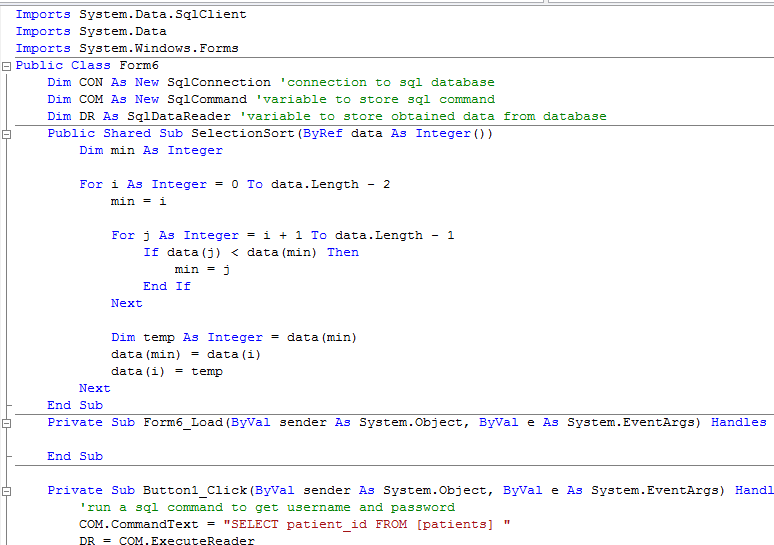 Imports System.Data.SqlClient
Imports System.Data
Imports System.Windows.Forms
Public Class Form6
Dim CON As New SqlConnection 'connection to sql database
Dim COM As New SqlCommand 'variable to store sql command
Dim DR As SqlDataReader 'variable to store obtained data from database
Public Shared Sub SelectionSort(ByRef data As Integer())
Dim min As Integer
For i As Integer = 0 To data.Length - 2
min = i
For j As Integer = i + 1 To data.Length - 1
If data(j) < data(min) Then
min = j
End If
Next
Dim temp As Integer = data(min)
data(min) = data(i)
data(i) = temp
Next
End Sub
Private Sub Form6_Load(ByVal sender As System.Object, ByVal e As System.EventArgs) Handles
End Sub
Private Sub Button1_Click(ByVal sender As System.Object, ByVal e As System.EventArgs) Handl
'run a sql command to get username and password
COM.CommandText = "SELECT patient_id FROM [patients] "
DR = COM.ExecuteReader